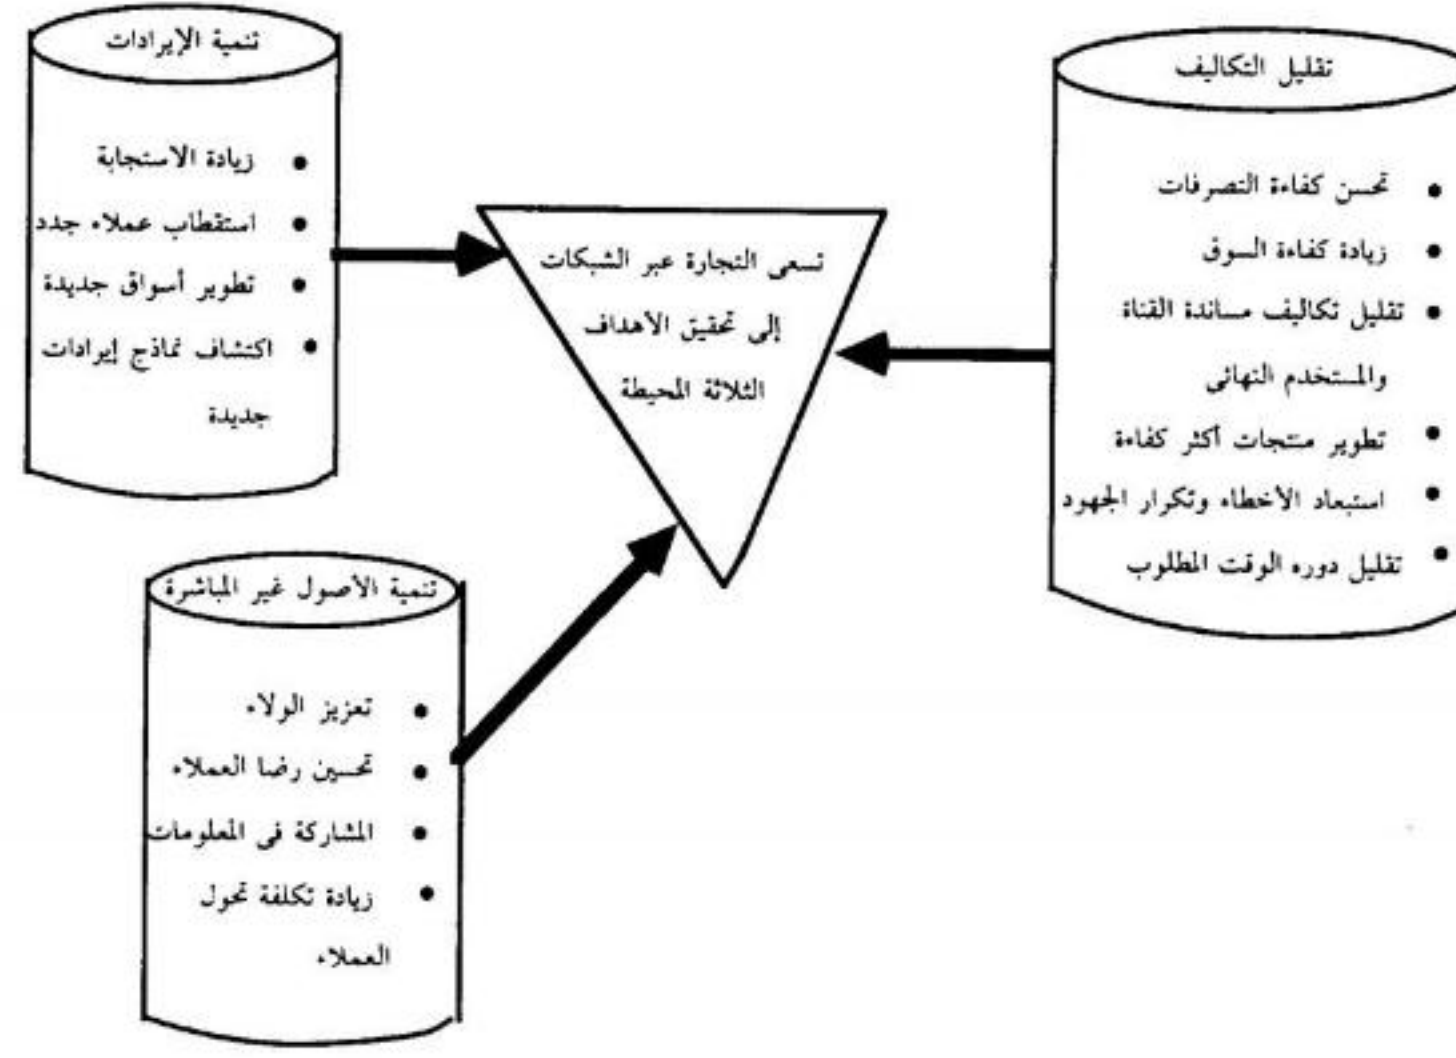 تقليل التكاليف
• تحسن كفاءة التصرفات
• زيادة كفاءة السوق
• تقليل تكاليف مساندة القناة
والمستخدم النهائى
• تطوير منتجات أكثر كفاءة
• استبعاد الأخطاء وتكرار الجهود
• تقليل دوره الوقت المطلوب
تسعى التجارة عبر الشبكات
إلى تحقيق الأهداف
الثلاثة المحيطة
تنمية الإيرادات
• زيادة الاستجابة
• استقطاب عملاء جدد
• تطوير أسواق جديدة
• اكتشاف نماذج إيرادات
جديدة
تنمية الأصول غير المباشرة
• تعزيز الولاء
• تحسين رضا العملاء
• المشاركة فى المعلومات
• زيادة تكلفة تحول
العملاء